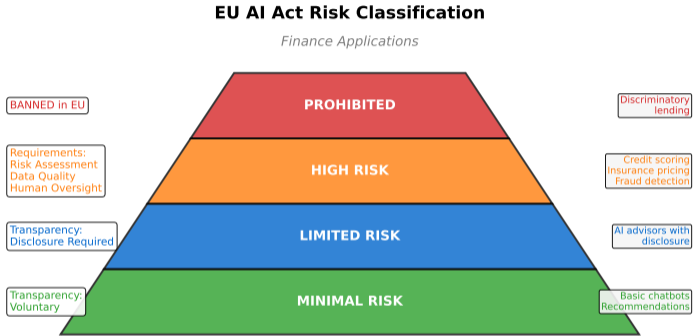 EU AI Act Risk Classification
Finance Applications
BANNED in EU
PROHIBITED
Discriminatory
lending
Requirements:
Risk Assessment
Data Quality
Human Oversight
HIGH RISK
Credit scoring
Insurance pricing
Fraud detection
Transparency:
Disclosure Required
LIMITED RISK
AI advisors with
disclosure
Transparency:
Voluntary
MINIMAL RISK
Basic chatbots
Recommendations